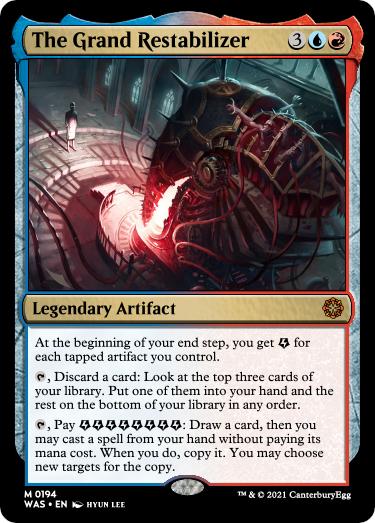 The Grand Restabilizer 3
Legendary Artifact
At the beginning of your end step, you get for
each tapped artifact you control.
, Discard a card: Look at the top three cards of
your library. Put one of them into your hand and the
rest on the bottom of your library in any order.
, Pay : Draw a card, then you
may cast a spell from your hand without paying its
mana cost. When you do, copy it. You may choose
new targets for the copy.
M 0194
WAS • EN HYUN LEE
™ & © 2021 CanterburyEgg